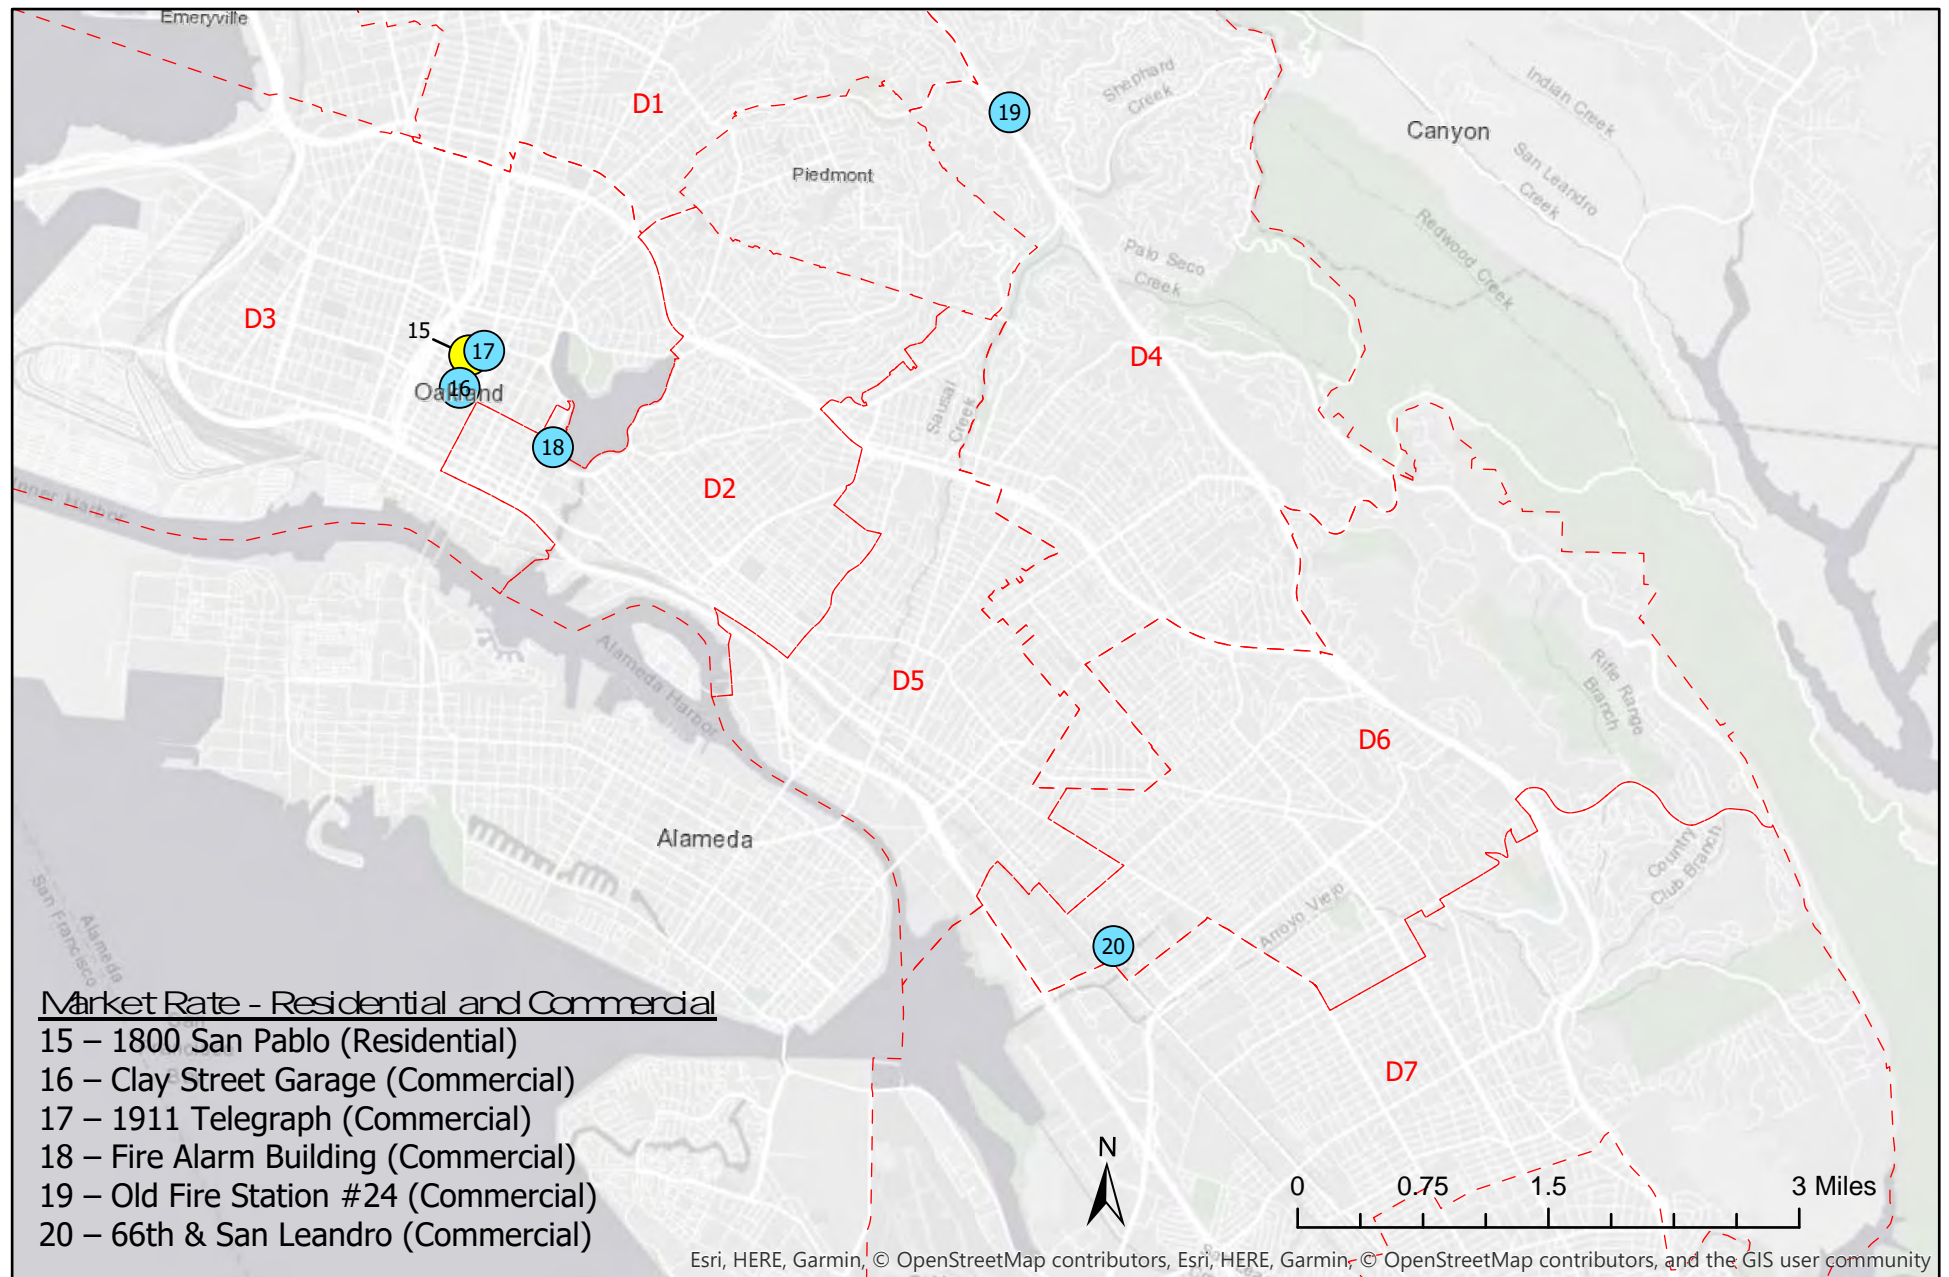 Emeryville
D1
19
Shephard
Creek
Indian Creek
Canyon
San Leandro
Creek
Piedmont
Redwood Creek
Palo Seco
Creek
D3
15
17
16
Oakland
D4
Sausal
Creek
18
D2
Inner Harbor
Alameda Harbor
D5
Rifle Range
Branch
D6
Alameda
Country
Club Branch
Arroyo Viejo
20
Alameda
San Francisco
Market Rate - Residential and Commercial
15 – 1800 San Pablo (Residential)
16 – Clay Street Garage (Commercial)
17 – 1911 Telegraph (Commercial)
18 – Fire Alarm Building (Commercial)
19 – Old Fire Station #24 (Commercial)
20 – 66th & San Leandro (Commercial)
D7
N
0 0.75 1.5 3 Miles
Esri, HERE, Garmin, © OpenStreetMap contributors, Esri, HERE, Garmin, © OpenStreetMap contributors, and the GIS user community